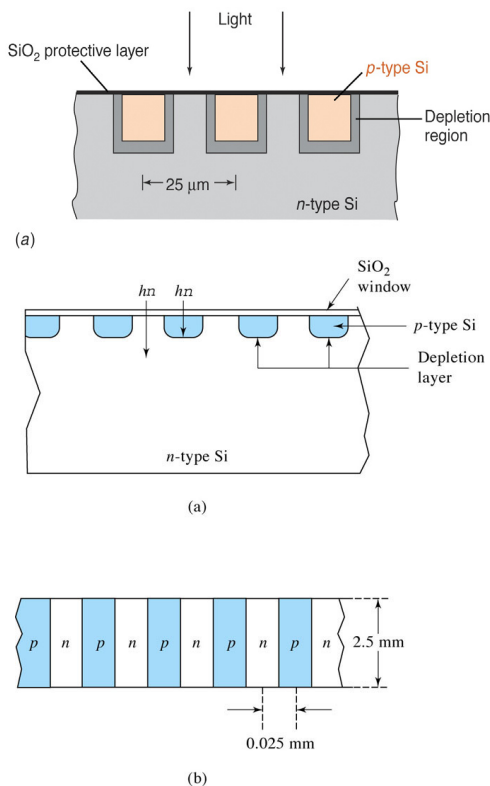 Light
SiO2 protective layer
p-type Si
Depletion
region
25 μm
n-type Si
(a)
SiO2
window
hn hn
p-type Si
Depletion
layer
n-type Si
(a)
p n p n p n p n p n
2.5 mm
0.025 mm
(b)